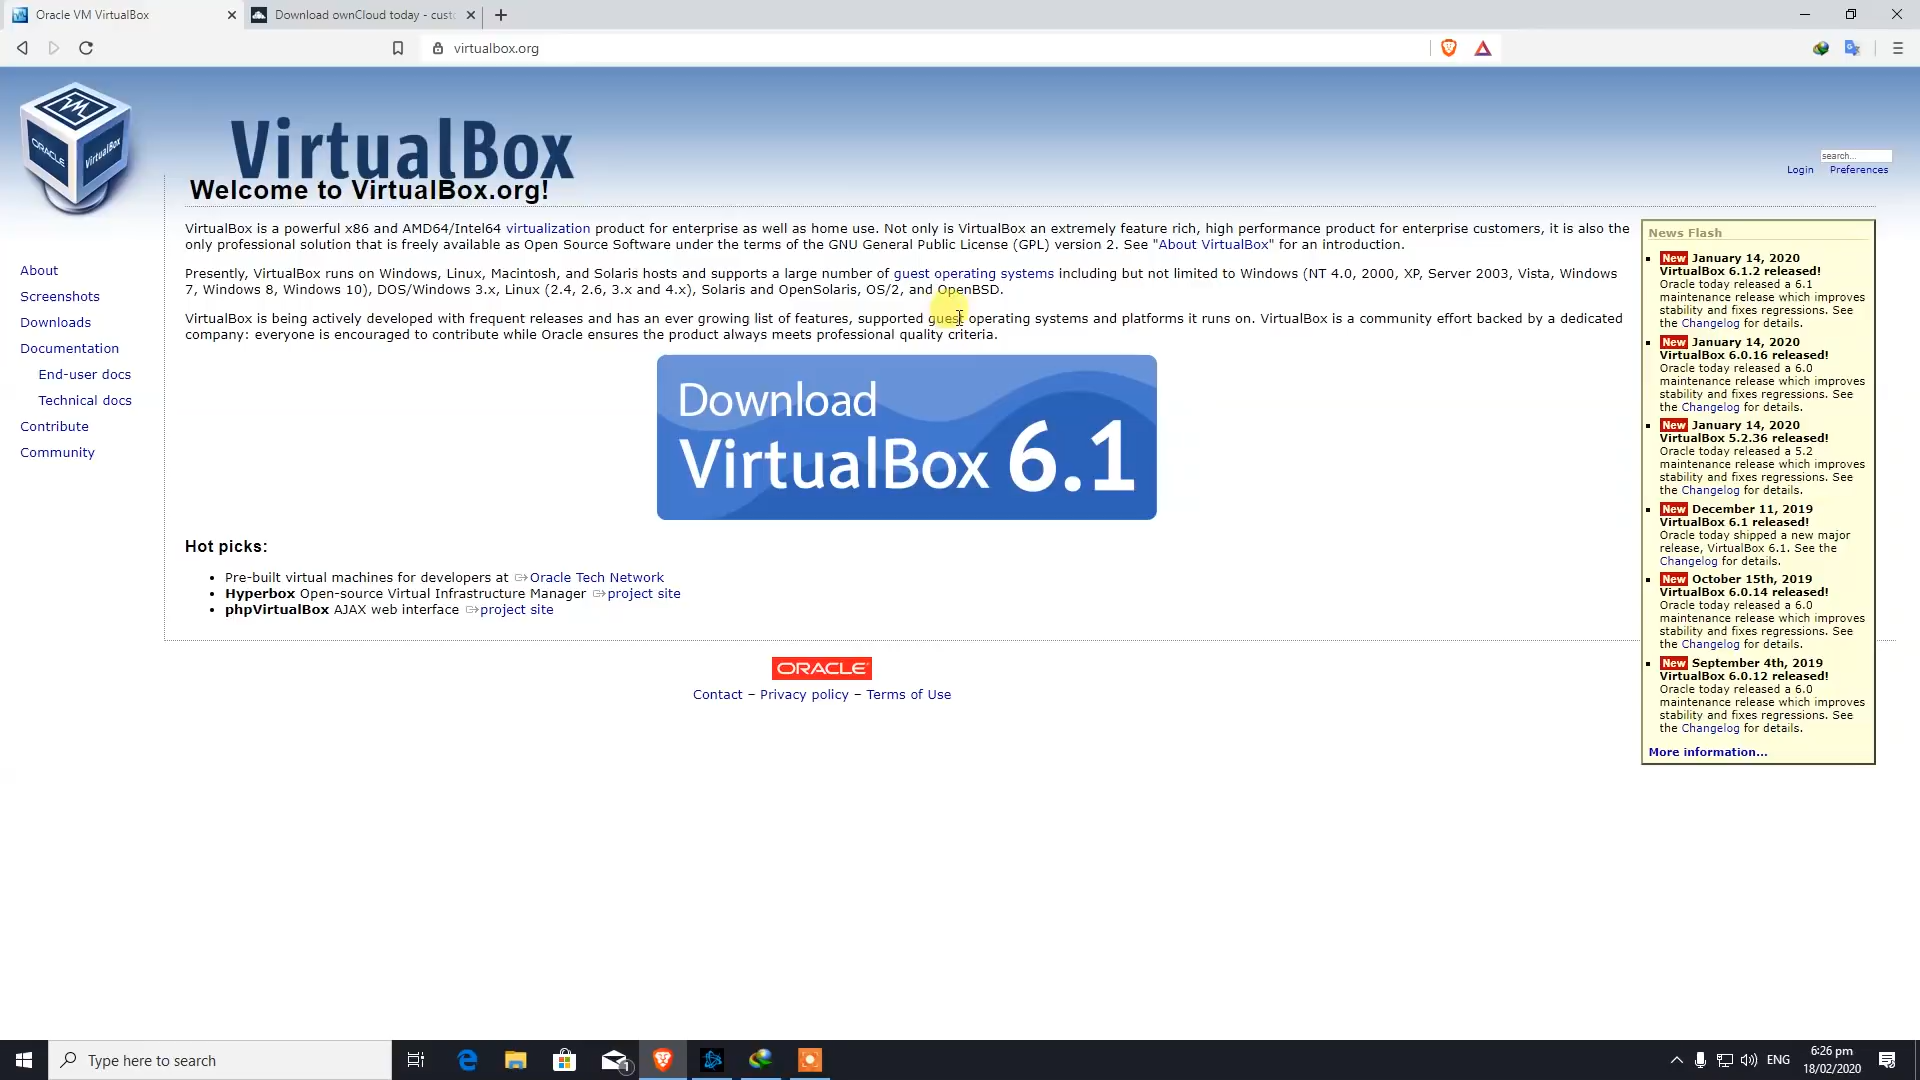 Oracle VM VirtualBox
Download ownCloud today - cust
virtualbox.org
ORACLE
VirtualBox
VirtualBox
search...
Login Preferences
Welcome to VirtualBox.org!
VirtualBox is a powerful x86 and AMD64/Intel64 virtualization product for enterprise as well as home use. Not only is VirtualBox an extremely feature rich, high performance product for enterprise customers, it is also the
only professional solution that is freely available as Open Source Software under the terms of the GNU General Public License (GPL) version 2. See "About VirtualBox" for an introduction.
Presently, VirtualBox runs on Windows, Linux, Macintosh, and Solaris hosts and supports a large number of guest operating systems including but not limited to Windows (NT 4.0, 2000, XP, Server 2003, Vista, Windows
7, Windows 8, Windows 10), DOS/Windows 3.x, Linux (2.4, 2.6, 3.x and 4.x), Solaris and OpenSolaris, OS/2, and OpenBSD.
VirtualBox is being actively developed with frequent releases and has an ever growing list of features, supported guest operating systems and platforms it runs on. VirtualBox is a community effort backed by a dedicated
company: everyone is encouraged to contribute while Oracle ensures the product always meets professional quality criteria.
About
Screenshots
Downloads
Documentation
End-user docs
Technical docs
Contribute
Community
Download
VirtualBox 6.1
Hot picks:
Pre-built virtual machines for developers at Oracle Tech Network
Hyperbox Open-source Virtual Infrastructure Manager project site
phpVirtualBox AJAX web interface project site
ORACLE
Contact – Privacy policy – Terms of Use
News Flash
New January 14, 2020
VirtualBox 6.1.2 released!
Oracle today released a 6.1
maintenance release which improves
stability and fixes regressions. See
the Changelog for details.
New January 14, 2020
VirtualBox 6.0.16 released!
Oracle today released a 6.0
maintenance release which improves
stability and fixes regressions. See
the Changelog for details.
New January 14, 2020
VirtualBox 5.2.36 released!
Oracle today released a 5.2
maintenance release which improves
stability and fixes regressions. See
the Changelog for details.
New December 11, 2019
VirtualBox 6.1 released!
Oracle today shipped a new major
release, VirtualBox 6.1. See the
Changelog for details.
New October 15th, 2019
VirtualBox 6.0.14 released!
Oracle today released a 6.0
maintenance release which improves
stability and fixes regressions. See
the Changelog for details.
New September 4th, 2019
VirtualBox 6.0.12 released!
Oracle today released a 6.0
maintenance release which improves
stability and fixes regressions. See
the Changelog for details.
More information...
Type here to search
1
ENG
6:26 pm
18/02/2020